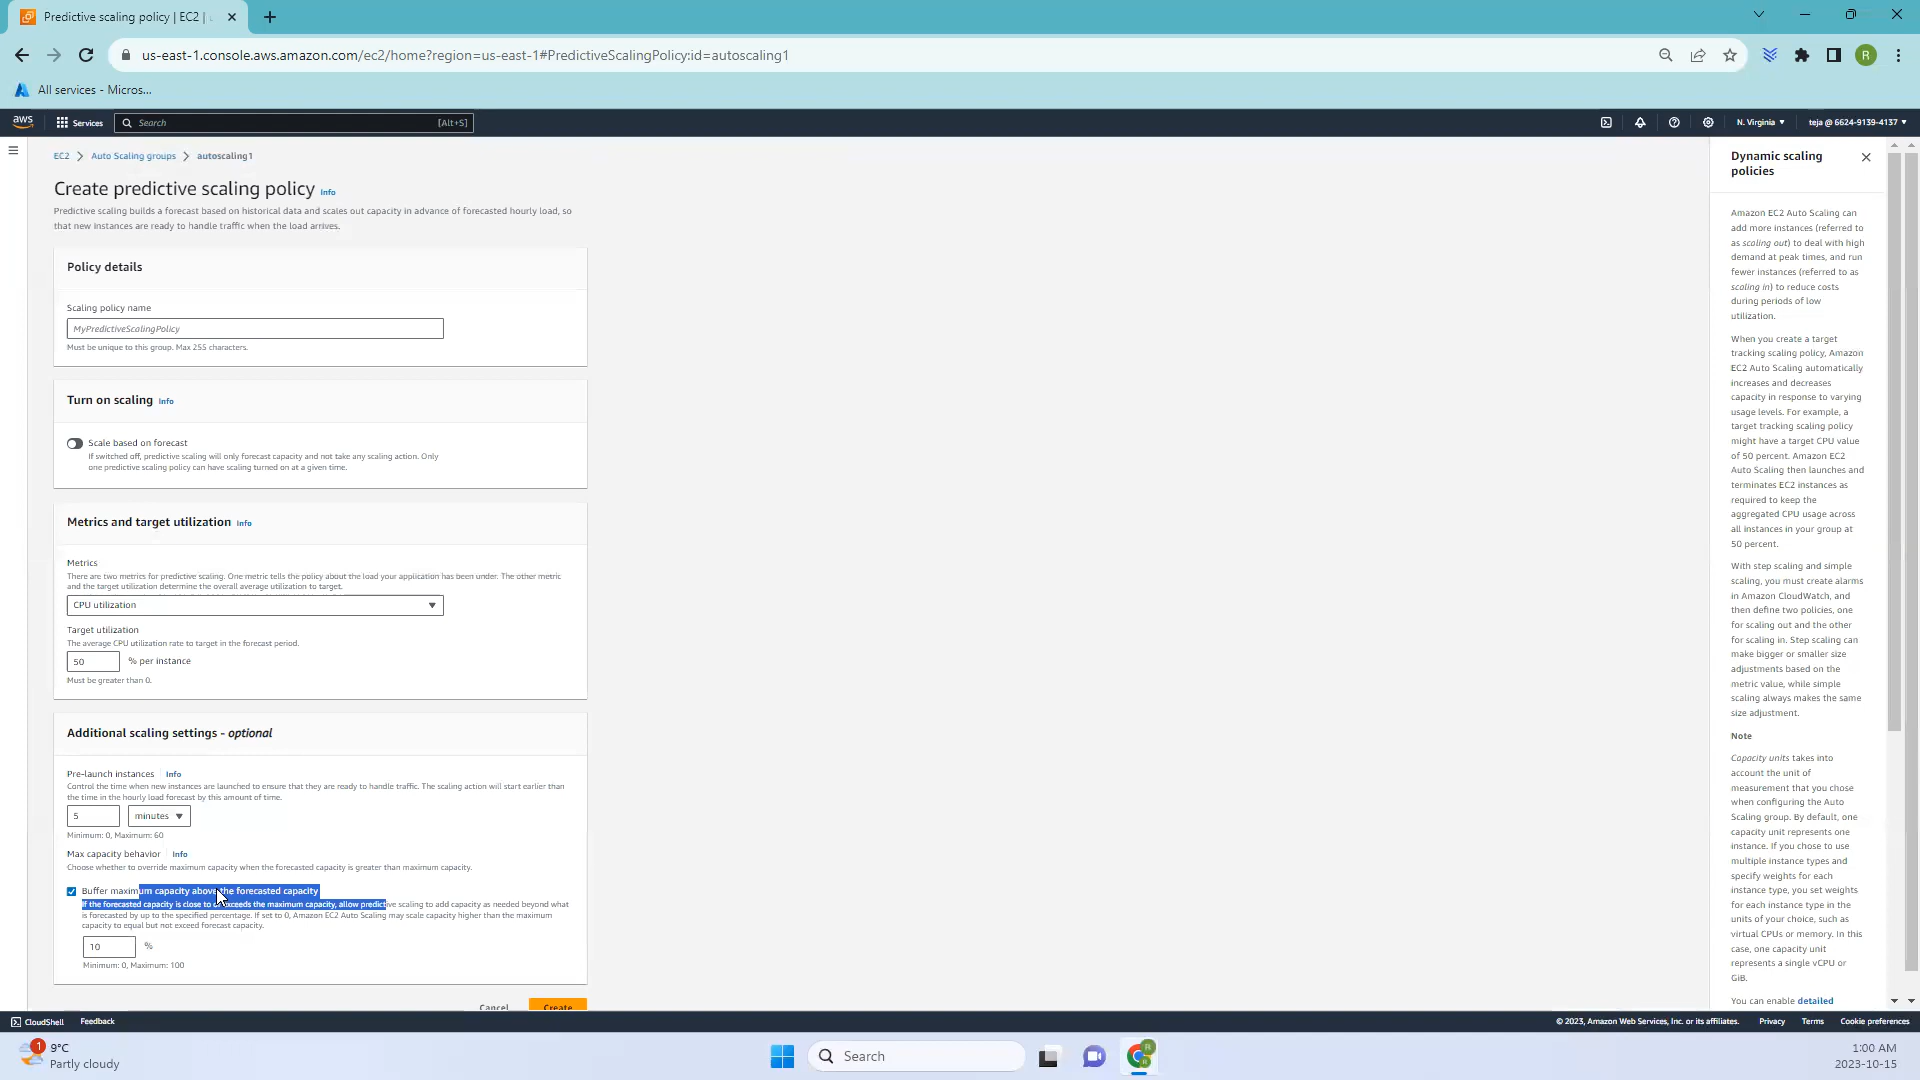 Predictive scaling policy | EC2 |
us-east-1.console.aws.amazon.com/ec2/home?region=us-east-1#PredictiveScalingPolicy:id=autoscaling1
R
All services - Micros...
aws
Services
Search
[Alt+S]
N. Virginia
teja @ 6624-9139-4137
EC2
Auto Scaling groups
autoscaling1
Create predictive scaling policy Info
Predictive scaling builds a forecast based on historical data and scales out capacity in advance of forecasted hourly load, so
that new instances are ready to handle traffic when the load arrives.
Policy details
Scaling policy name
MyPredictiveScalingPolicy
Must be unique to this group. Max 255 characters.
Turn on scaling Info
Scale based on forecast
If switched off, predictive scaling will only forecast capacity and not take any scaling action. Only
one predictive scaling policy can have scaling turned on at a given time.
Metrics and target utilization Info
Metrics
There are two metrics for predictive scaling. One metric tells the policy about the load your application has been under. The other metric
and the target utilization determine the overall average utilization to target.
CPU utilization
Target utilization
The average CPU utilization rate to target in the forecast period.
50
% per instance
Must be greater than 0.
Additional scaling settings - optional
Pre-launch instances Info
Control the time when new instances are launched to ensure that they are ready to handle traffic. The scaling action will start earlier than
the time in the hourly load forecast by this amount of time.
5
minutes
Minimum: 0, Maximum: 60
Max capacity behavior Info
Choose whether to override maximum capacity when the forecasted capacity is greater than maximum capacity.
Buffer maximum capacity above the forecasted capacity
If the forecasted capacity is close to exceeds the maximum capacity, allow predictive scaling to add capacity as needed beyond what
is forecasted by up to the specified percentage. If set to 0, Amazon EC2 Auto Scaling may scale capacity higher than the maximum
capacity to equal but not exceed forecast capacity.
10
%
Minimum: 0, Maximum: 100
Cancel
Create
Dynamic scaling
policies
Amazon EC2 Auto Scaling can
add more instances (referred to
as scaling out) to deal with high
demand at peak times, and run
fewer instances (referred to as
scaling in) to reduce costs
during periods of low
utilization.
When you create a target
tracking scaling policy, Amazon
EC2 Auto Scaling automatically
increases and decreases
capacity in response to varying
usage levels. For example, a
target tracking scaling policy
might have a target CPU value
of 50 percent. Amazon EC2
Auto Scaling then launches and
terminates EC2 instances as
required to keep the
aggregated CPU usage across
all instances in your group at
50 percent.
With step scaling and simple
scaling, you must create alarms
in Amazon CloudWatch, and
then define two policies, one
for scaling out and the other
for scaling in. Step scaling can
make bigger or smaller size
adjustments based on the
metric value, while simple
scaling always makes the same
size adjustment.
Note
Capacity units takes into
account the unit of
measurement that you chose
when configuring the Auto
Scaling group. By default, one
capacity unit represents one
instance. If you chose to use
multiple instance types and
specify weights for each
instance type, you set weights
for each instance type in the
units of your choice, such as
virtual CPUs or memory. In this
case, one capacity unit
represents a single vCPU or
GiB.
You can enable detailed
CloudShell
Feedback
© 2023, Amazon Web Services, Inc. or its affiliates.
Privacy
Terms
Cookie preferences
1
9°C
Partly cloudy
Search
R
1:00 AM
2023-10-15